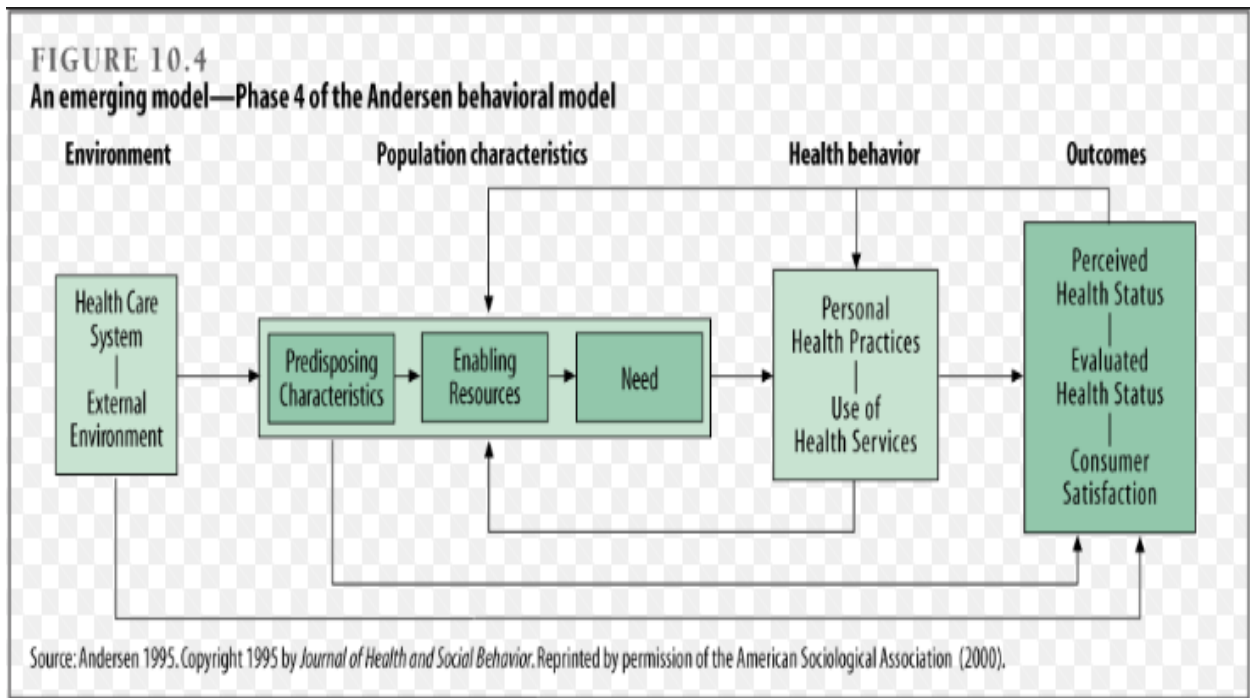 FIGURE 10.4
An emerging model—Phase 4 of the Andersen behavioral model
Environment
Population characteristics
Health behavior
Outcomes
Health Care
System
External
Environment
Predisposing
Characteristics
Enabling
Resources
Need
Personal
Health Practices
Use of
Health Services
Perceived
Health Status
Evaluated
Health Status
Consumer
Satisfaction
Source: Andersen 1995. Copyright 1995 by Journal of Health and Social Behavior. Reprinted by permission of the American Sociological Association (2000).